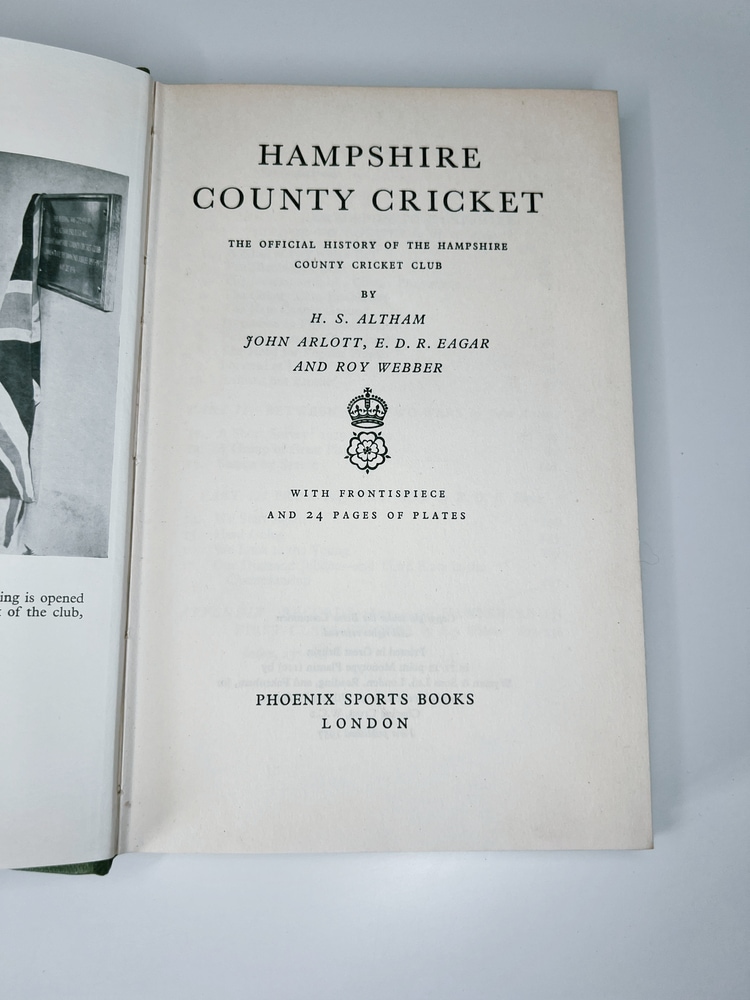 HAMPSHIRE
COUNTY CRICKET
THE OFFICIAL HISTORY OF THE HAMPSHIRE
COUNTY CRICKET CLUB
BY
H. S. ALTHAM
JOHN ARLOTT, E. D. R. EAGAR
AND ROY WEBBER
WITH FRONTISPIECE
AND 24 PAGES OF PLATES
PHOENIX SPORTS BOOKS
LONDON
ing is opened
of the club,